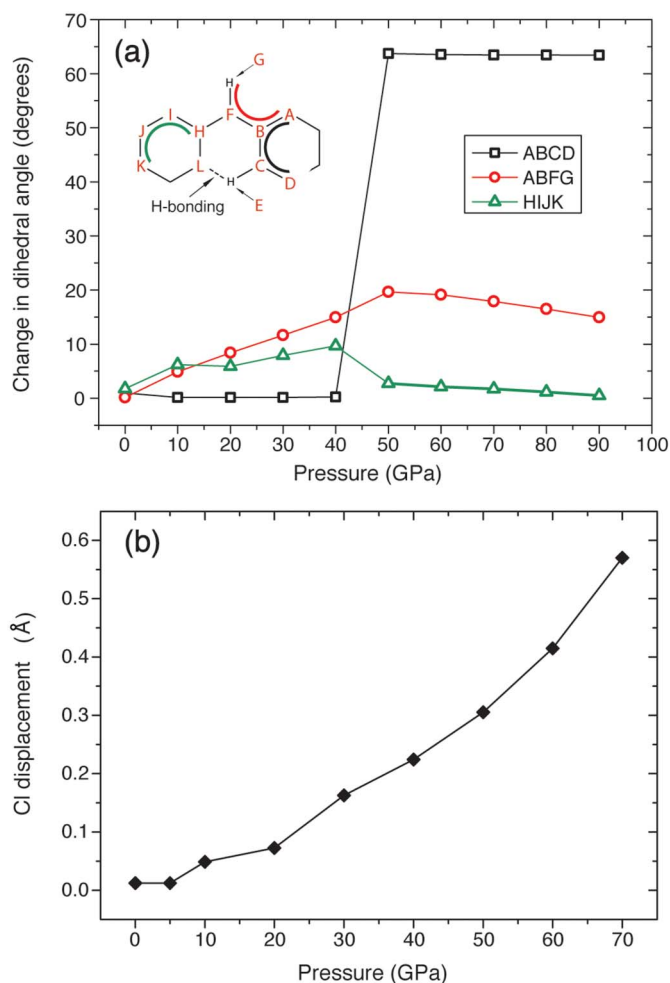 (a)
G
H
I
F
A
J
H
B
K
L
H
C
D
H-bonding
E
ABCD
ABFG
HIJK
Change in dihedral angle (degrees)
70
60
50
40
30
20
10
0
0 10 20 30 40 50 60 70 80 90 100
Pressure (GPa)
(b)
Cl displacement (Å)
0.6
0.5
0.4
0.3
0.2
0.1
0.0
0 10 20 30 40 50 60 70
Pressure (GPa)